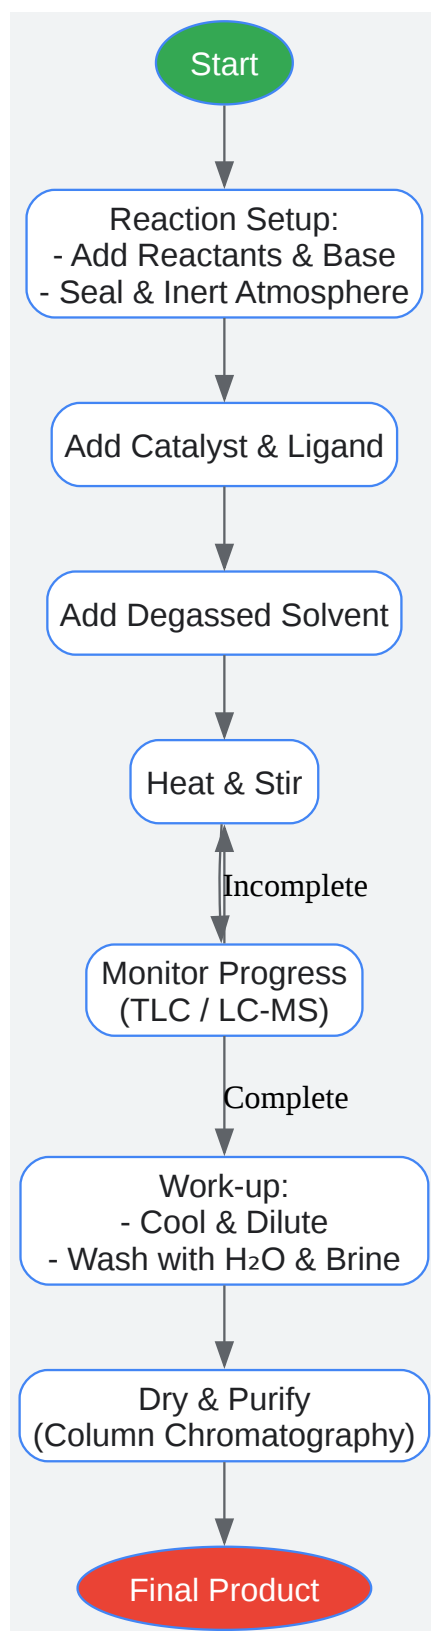 Start
Reaction Setup:
- Add Reactants & Base
- Seal & Inert Atmosphere
Add Catalyst & Ligand
Add Degassed Solvent
Heat & Stir
Incomplete
Monitor Progress
(TLC / LC-MS)
Complete
Work-up:
- Cool & Dilute
- Wash with H₂O & Brine
Dry & Purify
(Column Chromatography)
Final Product